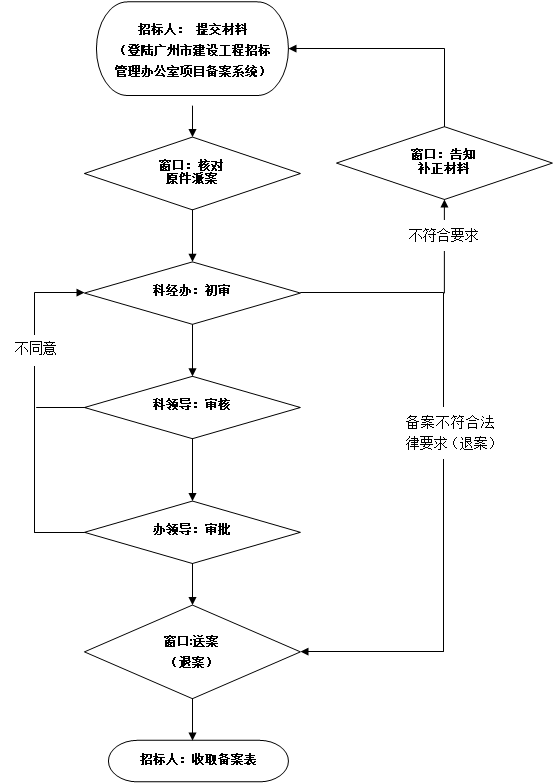 招标人： 提交材料
（登陆广州市建设工程招标
管理办公室项目备案系统）
窗口：核对
原件派案
窗口：告知
补正材料
不符合要求
科经办：初审
不同意
科领导：审核
备案不符合法
律要求（退案）
办领导：审批
窗口:送案
（退案）
招标人：收取备案表